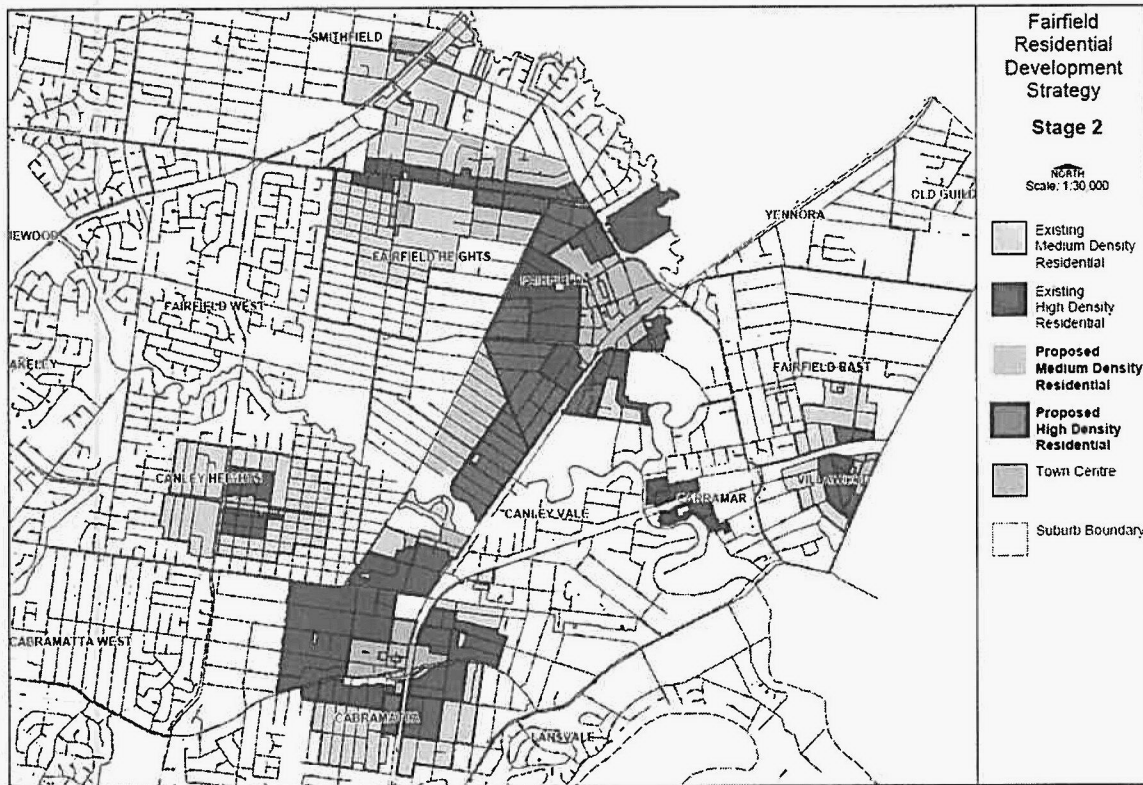 Fairfield
Residential
Development
Strategy
Stage 2
NORTH
Scale: 1:30 000
Existing
Medium Density
Residential
Existing
High Density
Residential
Proposed
Medium Density
Residential
Proposed
High Density
Residential
Town Centre
Suburb Boundary
SMITHFIELD
OLD GUILD
YENNORA
IEWOOD
FAIRFIELD HEIGHTS
FAIRFIELD
FAIRFIELD WEST
AKELEY
FAIRFIELD EAST
CANLEY HEIGHTS
VILLAWOOD
CARRAMAR
CANLEY VALE
CABRAMATTA WEST
CABRAMATTA
LANSVALE